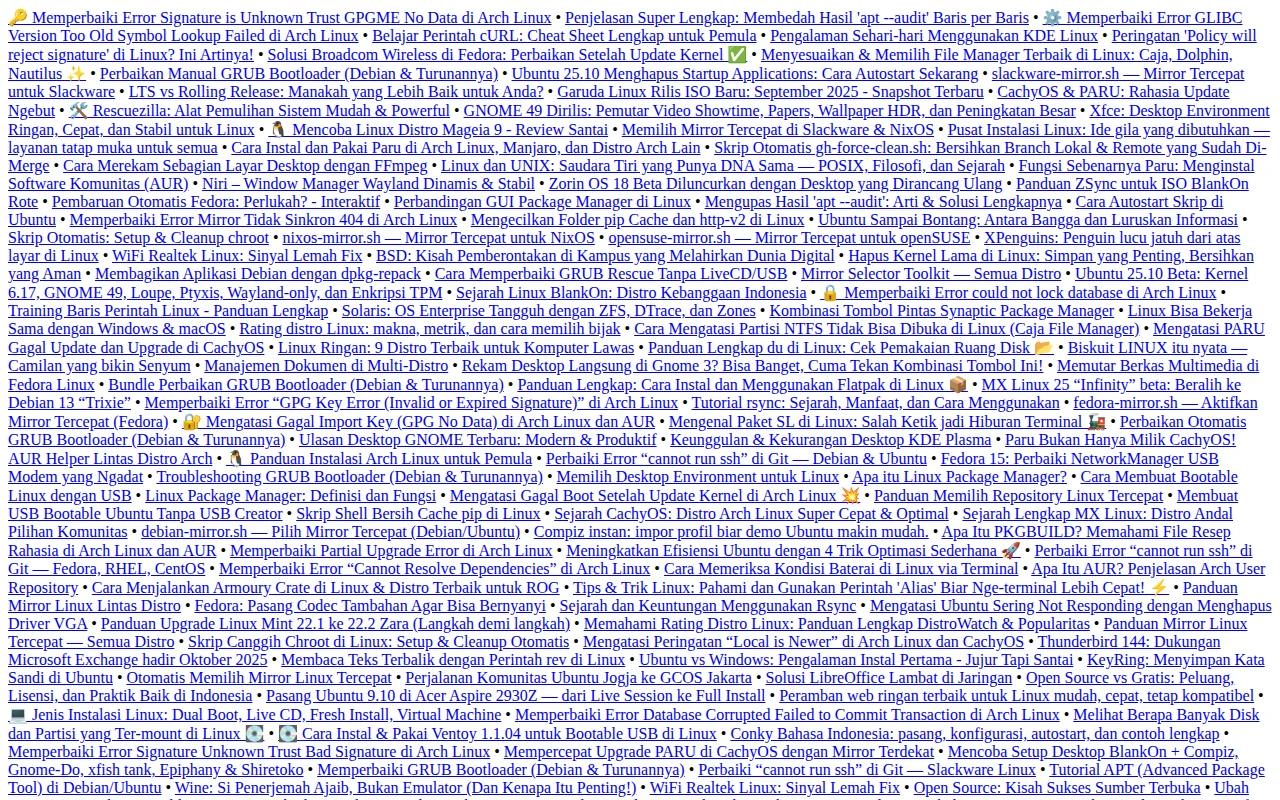 🔑 Memperbaiki Error Signature is Unknown Trust GPGME No Data di Arch Linux • Penjelasan Super Lengkap: Membedah Hasil 'apt --audit' Baris per Baris • ⚙️ Memperbaiki Error GLIBC
Version Too Old Symbol Lookup Failed di Arch Linux • Belajar Perintah cURL: Cheat Sheet Lengkap untuk Pemula • Pengalaman Sehari-hari Menggunakan KDE Linux • Peringatan 'Policy will
reject signature' di Linux? Ini Artinya! • Solusi Broadcom Wireless di Fedora: Perbaikan Setelah Update Kernel ✅ • Menyesuaikan & Memilih File Manager Terbaik di Linux: Caja, Dolphin,
Nautilus ✨ • Perbaikan Manual GRUB Bootloader (Debian & Turunannya) • Ubuntu 25.10 Menghapus Startup Applications: Cara Autostart Sekarang • slackware-mirror.sh — Mirror Tercepat
untuk Slackware • LTS vs Rolling Release: Manakah yang Lebih Baik untuk Anda? • Garuda Linux Rilis ISO Baru: September 2025 - Snapshot Terbaru • CachyOS & PARU: Rahasia Update
Ngebut • 🛠️ Rescuezilla: Alat Pemulihan Sistem Mudah & Powerful • GNOME 49 Dirilis: Pemutar Video Showtime, Papers, Wallpaper HDR, dan Peningkatan Besar • Xfce: Desktop Environment
Ringan, Cepat, dan Stabil untuk Linux • 🐧 Mencoba Linux Distro Mageia 9 - Review Santai • Memilih Mirror Tercepat di Slackware & NixOS • Pusat Instalasi Linux: Ide gila yang dibutuhkan —
layanan tatap muka untuk semua • Cara Instal dan Pakai Paru di Arch Linux, Manjaro, dan Distro Arch Lain • Skrip Otomatis gh-force-clean.sh: Bersihkan Branch Lokal & Remote yang Sudah Di-
Merge • Cara Merekam Sebagian Layar Desktop dengan FFmpeg • Linux dan UNIX: Saudara Tiri yang Punya DNA Sama — POSIX, Filosofi, dan Sejarah • Fungsi Sebenarnya Paru: Menginstal
Software Komunitas (AUR) • Niri – Window Manager Wayland Dinamis & Stabil • Zorin OS 18 Beta Diluncurkan dengan Desktop yang Dirancang Ulang • Panduan ZSync untuk ISO BlankOn
Rote • Pembaruan Otomatis Fedora: Perlukah? - Interaktif • Perbandingan GUI Package Manager di Linux • Mengupas Hasil 'apt --audit': Arti & Solusi Lengkapnya • Cara Autostart Skrip di
Ubuntu • Memperbaiki Error Mirror Tidak Sinkron 404 di Arch Linux • Mengecilkan Folder pip Cache dan http-v2 di Linux • Ubuntu Sampai Bontang: Antara Bangga dan Luruskan Informasi •
Skrip Otomatis: Setup & Cleanup chroot • nixos-mirror.sh — Mirror Tercepat untuk NixOS • opensuse-mirror.sh — Mirror Tercepat untuk openSUSE • XPenguins: Penguin lucu jatuh dari atas
layar di Linux • WiFi Realtek Linux: Sinyal Lemah Fix • BSD: Kisah Pemberontakan di Kampus yang Melahirkan Dunia Digital • Hapus Kernel Lama di Linux: Simpan yang Penting, Bersihkan
yang Aman • Membagikan Aplikasi Debian dengan dpkg-repack • Cara Memperbaiki GRUB Rescue Tanpa LiveCD/USB • Mirror Selector Toolkit — Semua Distro • Ubuntu 25.10 Beta: Kernel
6.17, GNOME 49, Loupe, Ptyxis, Wayland-only, dan Enkripsi TPM • Sejarah Linux BlankOn: Distro Kebanggaan Indonesia • 🔒 Memperbaiki Error could not lock database di Arch Linux •
Training Baris Perintah Linux - Panduan Lengkap • Solaris: OS Enterprise Tangguh dengan ZFS, DTrace, dan Zones • Kombinasi Tombol Pintas Synaptic Package Manager • Linux Bisa Bekerja
Sama dengan Windows & macOS • Rating distro Linux: makna, metrik, dan cara memilih bijak • Cara Mengatasi Partisi NTFS Tidak Bisa Dibuka di Linux (Caja File Manager) • Mengatasi PARU
Gagal Update dan Upgrade di CachyOS • Linux Ringan: 9 Distro Terbaik untuk Komputer Lawas • Panduan Lengkap du di Linux: Cek Pemakaian Ruang Disk 📂 • Biskuit LINUX itu nyata —
Camilan yang bikin Senyum • Manajemen Dokumen di Multi-Distro • Rekam Desktop Langsung di Gnome 3? Bisa Banget, Cuma Tekan Kombinasi Tombol Ini! • Memutar Berkas Multimedia di
Fedora Linux • Bundle Perbaikan GRUB Bootloader (Debian & Turunannya) • Panduan Lengkap: Cara Instal dan Menggunakan Flatpak di Linux 📦 • MX Linux 25 “Infinity” beta: Beralih ke
Debian 13 “Trixie” • Memperbaiki Error “GPG Key Error (Invalid or Expired Signature)” di Arch Linux • Tutorial rsync: Sejarah, Manfaat, dan Cara Menggunakan • fedora-mirror.sh — Aktifkan
Mirror Tercepat (Fedora) • 🔐 Mengatasi Gagal Import Key (GPG No Data) di Arch Linux dan AUR • Mengenal Paket SL di Linux: Salah Ketik jadi Hiburan Terminal 🚂 • Perbaikan Otomatis
GRUB Bootloader (Debian & Turunannya) • Ulasan Desktop GNOME Terbaru: Modern & Produktif • Keunggulan & Kekurangan Desktop KDE Plasma • Paru Bukan Hanya Milik CachyOS!
AUR Helper Lintas Distro Arch • 🐧 Panduan Instalasi Arch Linux untuk Pemula • Perbaiki Error “cannot run ssh” di Git — Debian & Ubuntu • Fedora 15: Perbaiki NetworkManager USB
Modem yang Ngadat • Troubleshooting GRUB Bootloader (Debian & Turunannya) • Memilih Desktop Environment untuk Linux • Apa itu Linux Package Manager? • Cara Membuat Bootable
Linux dengan USB • Linux Package Manager: Definisi dan Fungsi • Mengatasi Gagal Boot Setelah Update Kernel di Arch Linux 💥 • Panduan Memilih Repository Linux Tercepat • Membuat
USB Bootable Ubuntu Tanpa USB Creator • Skrip Shell Bersih Cache pip di Linux • Sejarah CachyOS: Distro Arch Linux Super Cepat & Optimal • Sejarah Lengkap MX Linux: Distro Andal
Pilihan Komunitas • debian-mirror.sh — Pilih Mirror Tercepat (Debian/Ubuntu) • Compiz instan: impor profil biar demo Ubuntu makin mudah. • Apa Itu PKGBUILD? Memahami File Resep
Rahasia di Arch Linux dan AUR • Memperbaiki Partial Upgrade Error di Arch Linux • Meningkatkan Efisiensi Ubuntu dengan 4 Trik Optimasi Sederhana 🚀 • Perbaiki Error “cannot run ssh” di
Git — Fedora, RHEL, CentOS • Memperbaiki Error “Cannot Resolve Dependencies” di Arch Linux • Cara Memeriksa Kondisi Baterai di Linux via Terminal • Apa Itu AUR? Penjelasan Arch User
Repository • Cara Menjalankan Armoury Crate di Linux & Distro Terbaik untuk ROG • Tips & Trik Linux: Pahami dan Gunakan Perintah 'Alias' Biar Nge-terminal Lebih Cepat! ⚡ • Panduan
Mirror Linux Lintas Distro • Fedora: Pasang Codec Tambahan Agar Bisa Bernyanyi • Sejarah dan Keuntungan Menggunakan Rsync • Mengatasi Ubuntu Sering Not Responding dengan Menghapus
Driver VGA • Panduan Upgrade Linux Mint 22.1 ke 22.2 Zara (Langkah demi langkah) • Memahami Rating Distro Linux: Panduan Lengkap DistroWatch & Popularitas • Panduan Mirror Linux
Tercepat — Semua Distro • Skrip Canggih Chroot di Linux: Setup & Cleanup Otomatis • Mengatasi Peringatan “Local is Newer” di Arch Linux dan CachyOS • Thunderbird 144: Dukungan
Microsoft Exchange hadir Oktober 2025 • Membaca Teks Terbalik dengan Perintah rev di Linux • Ubuntu vs Windows: Pengalaman Instal Pertama - Jujur Tapi Santai • KeyRing: Menyimpan Kata
Sandi di Ubuntu • Otomatis Memilih Mirror Linux Tercepat • Perjalanan Komunitas Ubuntu Jogja ke GCOS Jakarta • Solusi LibreOffice Lambat di Jaringan • Open Source vs Gratis: Peluang,
Lisensi, dan Praktik Baik di Indonesia • Pasang Ubuntu 9.10 di Acer Aspire 2930Z — dari Live Session ke Full Install • Peramban web ringan terbaik untuk Linux mudah, cepat, tetap kompatibel •
💻 Jenis Instalasi Linux: Dual Boot, Live CD, Fresh Install, Virtual Machine • Memperbaiki Error Database Corrupted Failed to Commit Transaction di Arch Linux • Melihat Berapa Banyak Disk
dan Partisi yang Ter-mount di Linux 💽 • 💽 Cara Instal & Pakai Ventoy 1.1.04 untuk Bootable USB di Linux • Conky Bahasa Indonesia: pasang, konfigurasi, autostart, dan contoh lengkap •
Memperbaiki Error Signature Unknown Trust Bad Signature di Arch Linux • Mempercepat Upgrade PARU di CachyOS dengan Mirror Terdekat • Mencoba Setup Desktop BlankOn + Compiz,
Gnome-Do, xfish tank, Epiphany & Shiretoko • Memperbaiki GRUB Bootloader (Debian & Turunannya) • Perbaiki “cannot run ssh” di Git — Slackware Linux • Tutorial APT (Advanced Package
Tool) di Debian/Ubuntu • Wine: Si Penerjemah Ajaib, Bukan Emulator (Dan Kenapa Itu Penting!) • WiFi Realtek Linux: Sinyal Lemah Fix • Open Source: Kisah Sukses Sumber Terbuka • Ubah